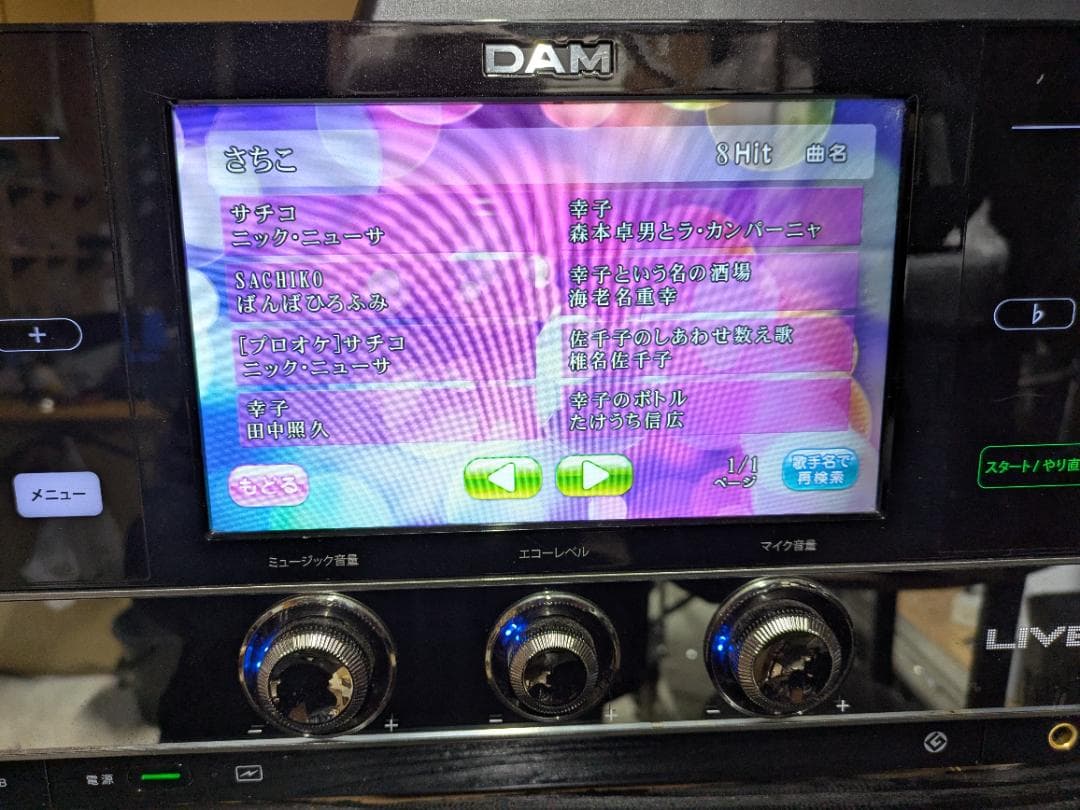 DAM
さちこ
8Hit 曲名
サチコ
ニック・ニューサ
SACHIKO
ばんばひろふみ
[プロオケ]サチコ
ニック・ニューサ
幸子
田中照久
幸子
森本卓男とラ・カンパーニャ
幸子という名の酒場
海老名重幸
佐千子のしあわせ数え歌
椎名佐千子
幸子のボトル
たけうち信広
もどる
1/1
ページ
歌手名で
再検索
+
♭
メニュー
スタート/やり直
ミュージック音量
エコーレベル
マイク音量
LIVE
- +
- +
- +
B
電源